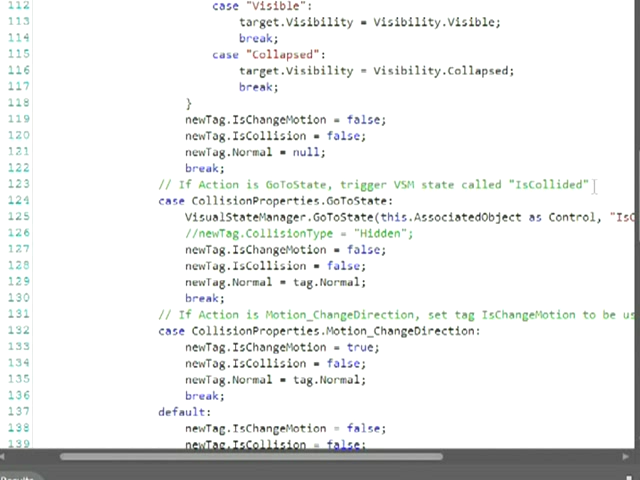 112 case "Visible":
113 target.Visibility = Visibility.Visible;
114 break;
115 case "Collapsed":
116 target.Visibility = Visibility.Collapsed;
117 break;
118 }
119 newTag.IsChangeMotion = false;
120 newTag.IsCollision = false;
121 newTag.Normal = null;
122 break;
123 // If Action is GoToState, trigger VSM state called "IsCollided"
124 case CollisionProperties.GoToState:
125 VisualStateManager.GoToState(this.AssociatedObject as Control, "IsC
126 //newTag.CollisionType = "Hidden";
127 newTag.IsChangeMotion = false;
128 newTag.IsCollision = false;
129 newTag.Normal = tag.Normal;
130 break;
131 // If Action is Motion_ChangeDirection, set tag IsChangeMotion to be us
132 case CollisionProperties.Motion_ChangeDirection:
133 newTag.IsChangeMotion = true;
134 newTag.IsCollision = false;
135 newTag.Normal = tag.Normal;
136 break;
137 default:
138 newTag.IsChangeMotion = false;
139 newTag.IsCollision = false;
Results